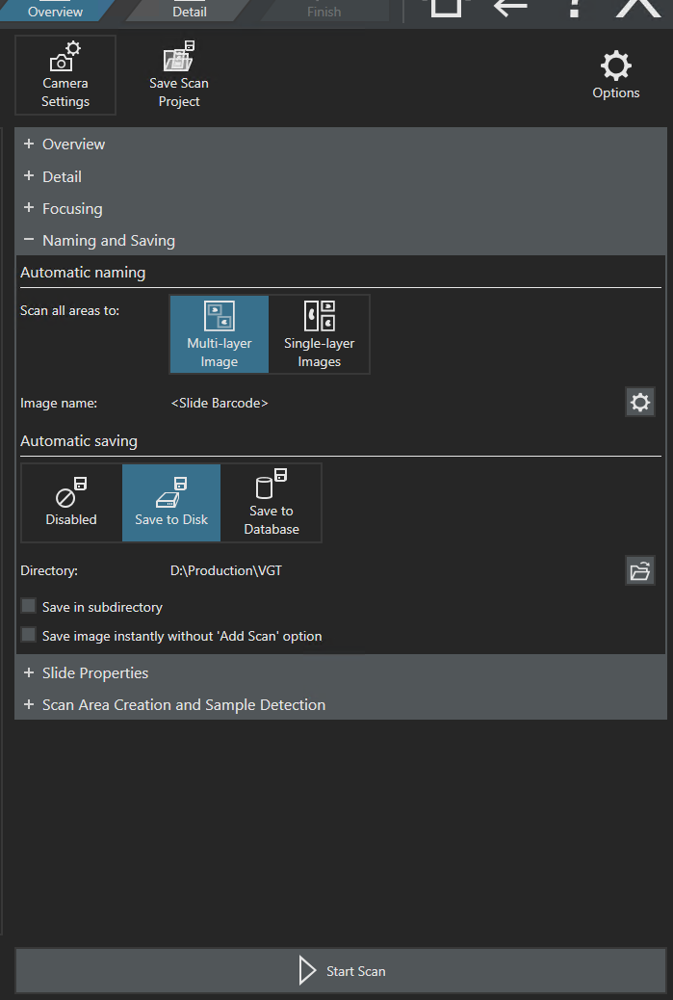 Overview
Detail
Finish
Camera
Settings
Save Scan
Project
Options
+ Overview
+ Detail
+ Focusing
− Naming and Saving
Automatic naming
Scan all areas to:
Multi-layer
Image
Single-layer
Images
Image name:
<Slide Barcode>
Automatic saving
Disabled
Save to Disk
Save to
Database
Directory:
D:\Production\VGT
Save in subdirectory
Save image instantly without 'Add Scan' option
+ Slide Properties
+ Scan Area Creation and Sample Detection
Start Scan